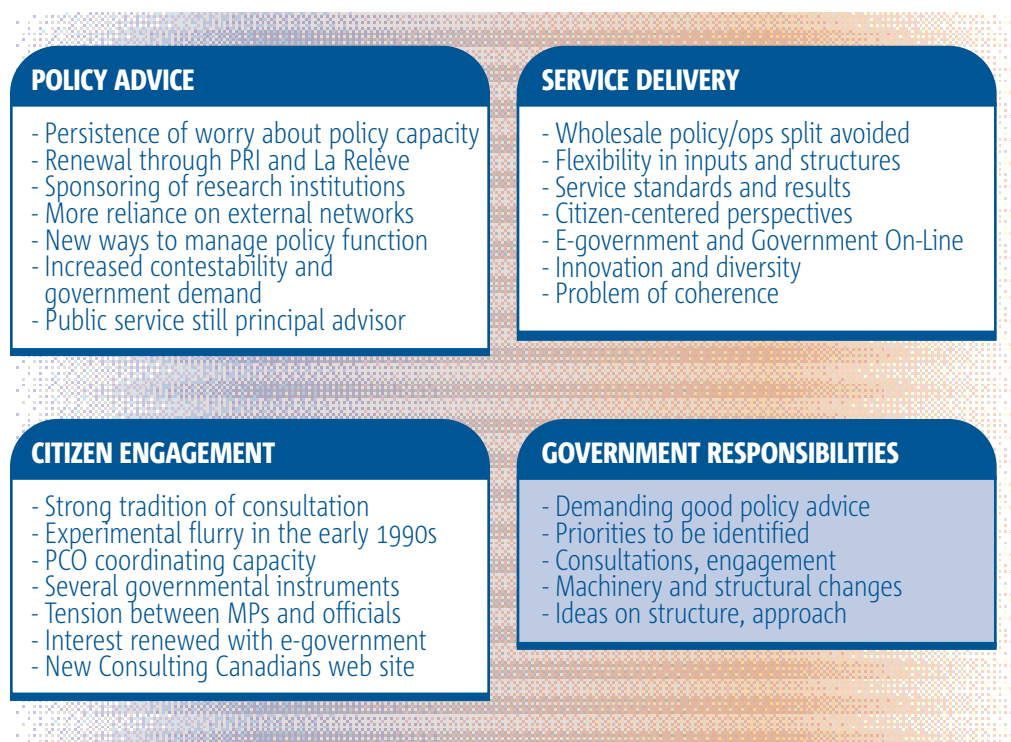 POLICY ADVICE
- Persistence of worry about policy capacity
- Renewal through PRI and La Relève
- Sponsoring of research institutions
- More reliance on external networks
- New ways to manage policy function
- Increased contestability and
government demand
- Public service still principal advisor
SERVICE DELIVERY
- Wholesale policy/ops split avoided
- Flexibility in inputs and structures
- Service standards and results
- Citizen-centered perspectives
- E-government and Government On-Line
- Innovation and diversity
- Problem of coherence
CITIZEN ENGAGEMENT
- Strong tradition of consultation
- Experimental flurry in the early 1990s
- PCO coordinating capacity
- Several governmental instruments
- Tension between MPs and officials
- Interest renewed with e-government
- New Consulting Canadians web site
GOVERNMENT RESPONSIBILITIES
- Demanding good policy advice
- Priorities to be identified
- Consultations, engagement
- Machinery and structural changes
- Ideas on structure, approach